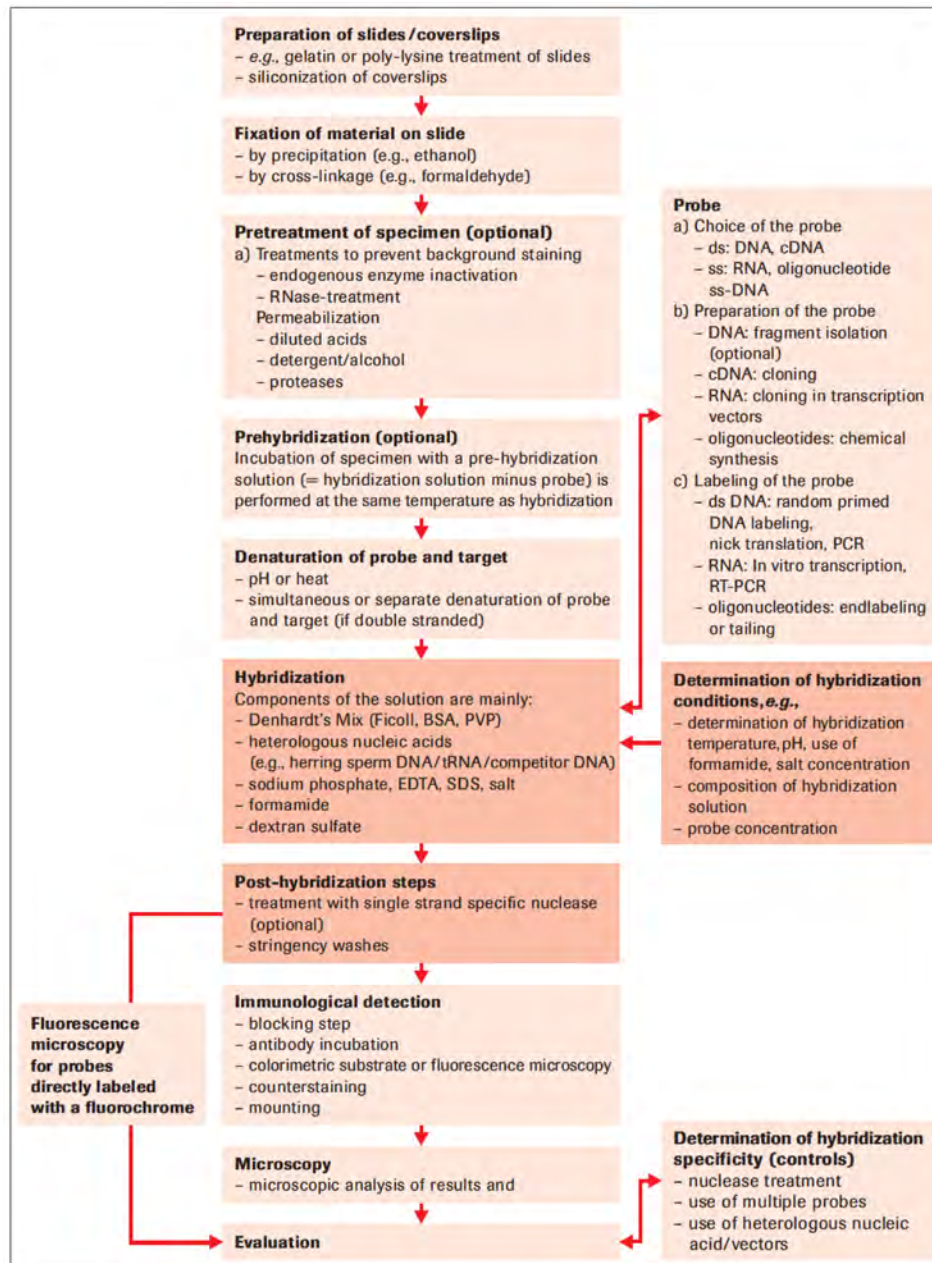 Preparation of slides/coverslips
– e.g., gelatin or poly-lysine treatment of slides
– siliconization of coverslips
Fixation of material on slide
– by precipitation (e.g., ethanol)
– by cross-linkage (e.g., formaldehyde)
Pretreatment of specimen (optional)
a) Treatments to prevent background staining
– endogenous enzyme inactivation
– RNase-treatment
Permeabilization
– diluted acids
– detergent/alcohol
– proteases
Prehybridization (optional)
Incubation of specimen with a pre-hybridization
solution (= hybridization solution minus probe) is
performed at the same temperature as hybridization
Denaturation of probe and target
– pH or heat
– simultaneous or separate denaturation of probe
and target (if double stranded)
Probe
a) Choice of the probe
– ds: DNA, cDNA
– ss: RNA, oligonucleotide
ss-DNA
b) Preparation of the probe
– DNA: fragment isolation
(optional)
– cDNA: cloning
– RNA: cloning in transcription
vectors
– oligonucleotides: chemical
synthesis
c) Labeling of the probe
– ds DNA: random primed
DNA labeling,
nick translation, PCR
– RNA: In vitro transcription,
RT-PCR
– oligonucleotides: endlabeling
or tailing
Hybridization
Components of the solution are mainly:
– Denhardt's Mix (Ficoll, BSA, PVP)
– heterologous nucleic acids
(e.g., herring sperm DNA/tRNA/competitor DNA)
– sodium phosphate, EDTA, SDS, salt
– formamide
– dextran sulfate
Determination of hybridization
conditions,e.g.,
– determination of hybridization
temperature, pH, use of
formamide, salt concentration
– composition of hybridization
solution
– probe concentration
Post-hybridization steps
– treatment with single strand specific nuclease
(optional)
– stringency washes
Fluorescence
microscopy
for probes
directly labeled
with a fluorochrome
Immunological detection
– blocking step
– antibody incubation
– colorimetric substrate or fluorescence microscopy
– counterstaining
– mounting
Microscopy
– microscopic analysis of results and
Evaluation
Determination of hybridization
specificity (controls)
– nuclease treatment
– use of multiple probes
– use of heterologous nucleic
acid/vectors